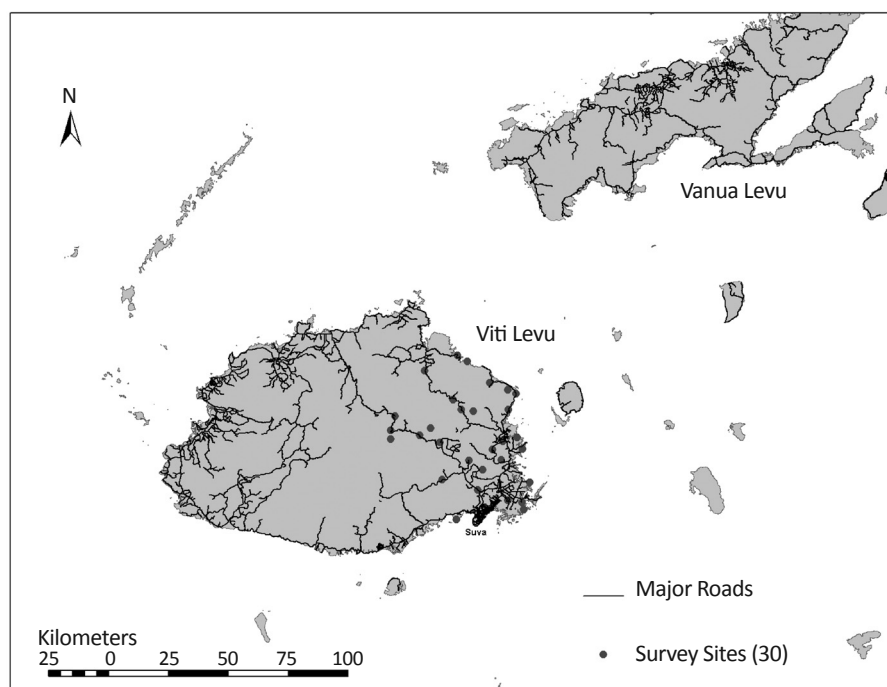 N
Vanua Levu
Viti Levu
Suva
Major Roads
Kilometers
25 0 25 50 75 100
Survey Sites (30)